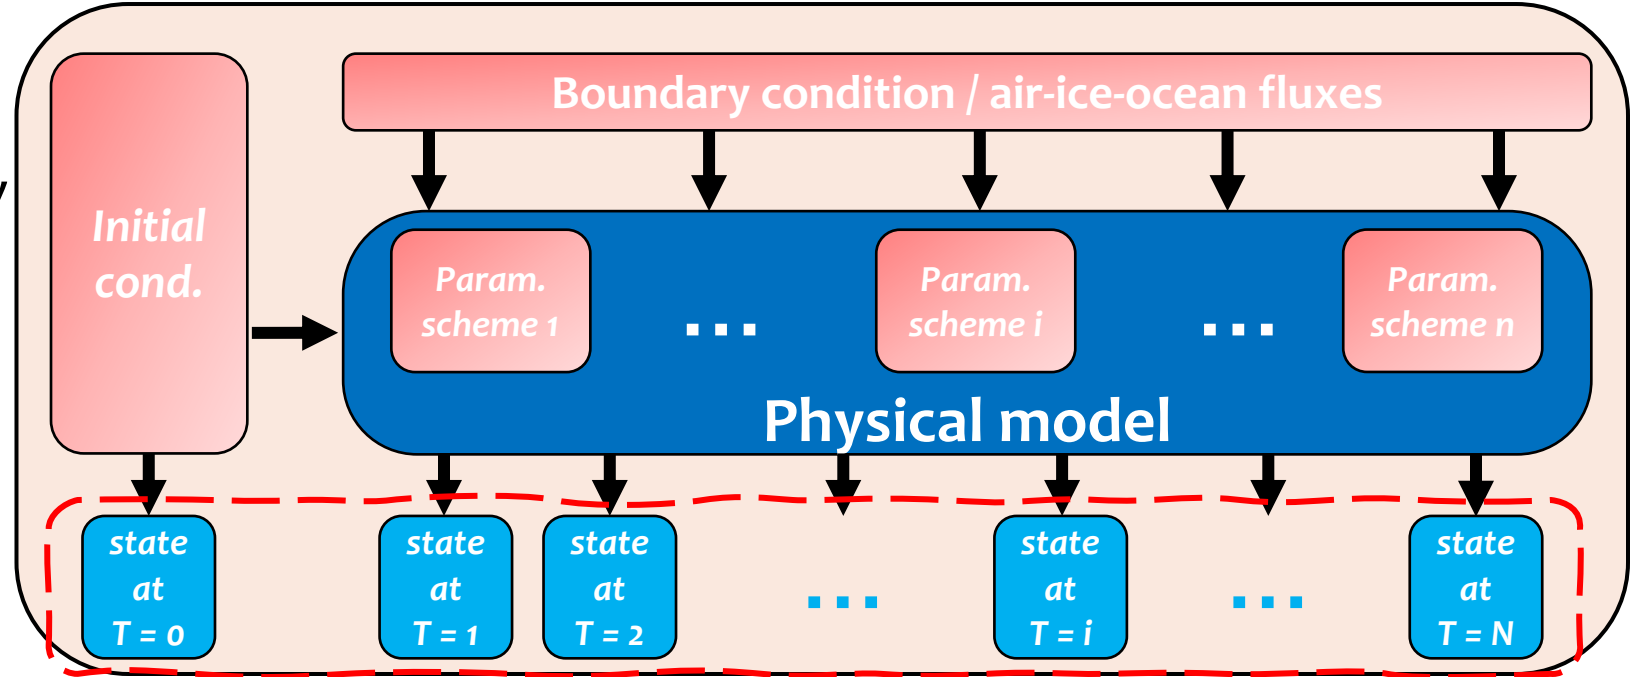 Boundary condition / air-ice-ocean fluxes
Initial
cond.
Param.
scheme 1
...
Param.
scheme i
...
Param.
scheme n
Physical model
state
at
T = 0
state
at
T = 1
state
at
T = 2
...
state
at
T = i
...
state
at
T = N